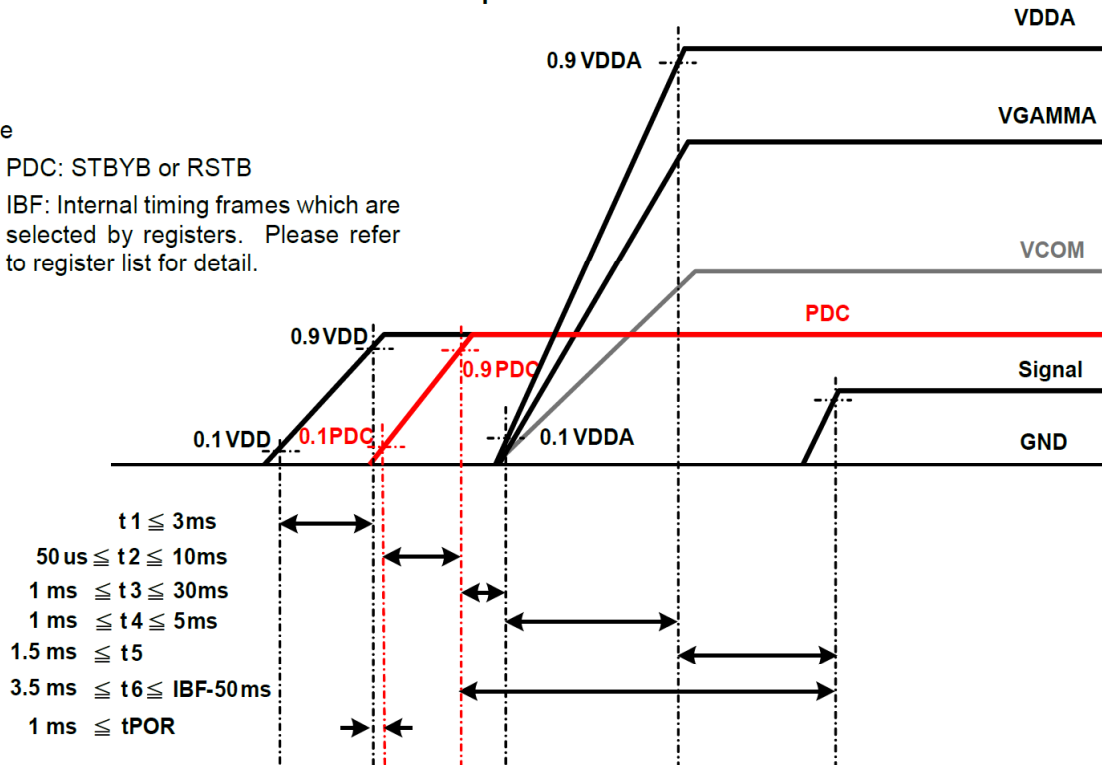 VDDA
0.9 VDDA
VGAMMA
e
PDC: STBYB or RSTB
IBF: Internal timing frames which are
selected by registers. Please refer
to register list for detail.
VCOM
PDC
0.9 VDD
0.9 PDC
Signal
0.1 VDD
0.1PDC
0.1 VDDA
GND
t1 ≦ 3ms
50 us ≦ t2 ≦ 10ms
1 ms ≦ t3 ≦ 30ms
1 ms ≦ t4 ≦ 5ms
1.5 ms ≦ t5
3.5 ms ≦ t6 ≦ IBF-50ms
1 ms ≦ tPOR